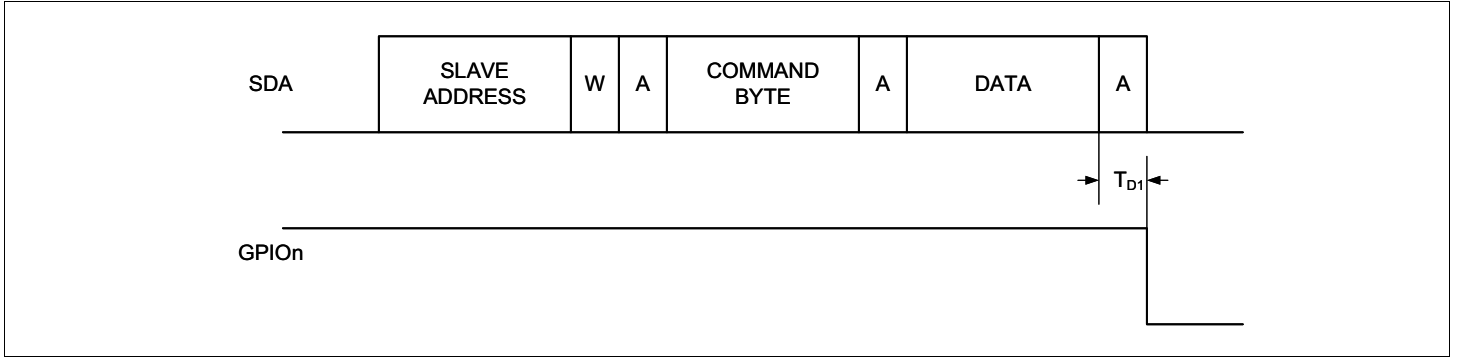 SDA
SLAVE
ADDRESS
W
A
COMMAND
BYTE
A
DATA
A
TD1
GPIOn